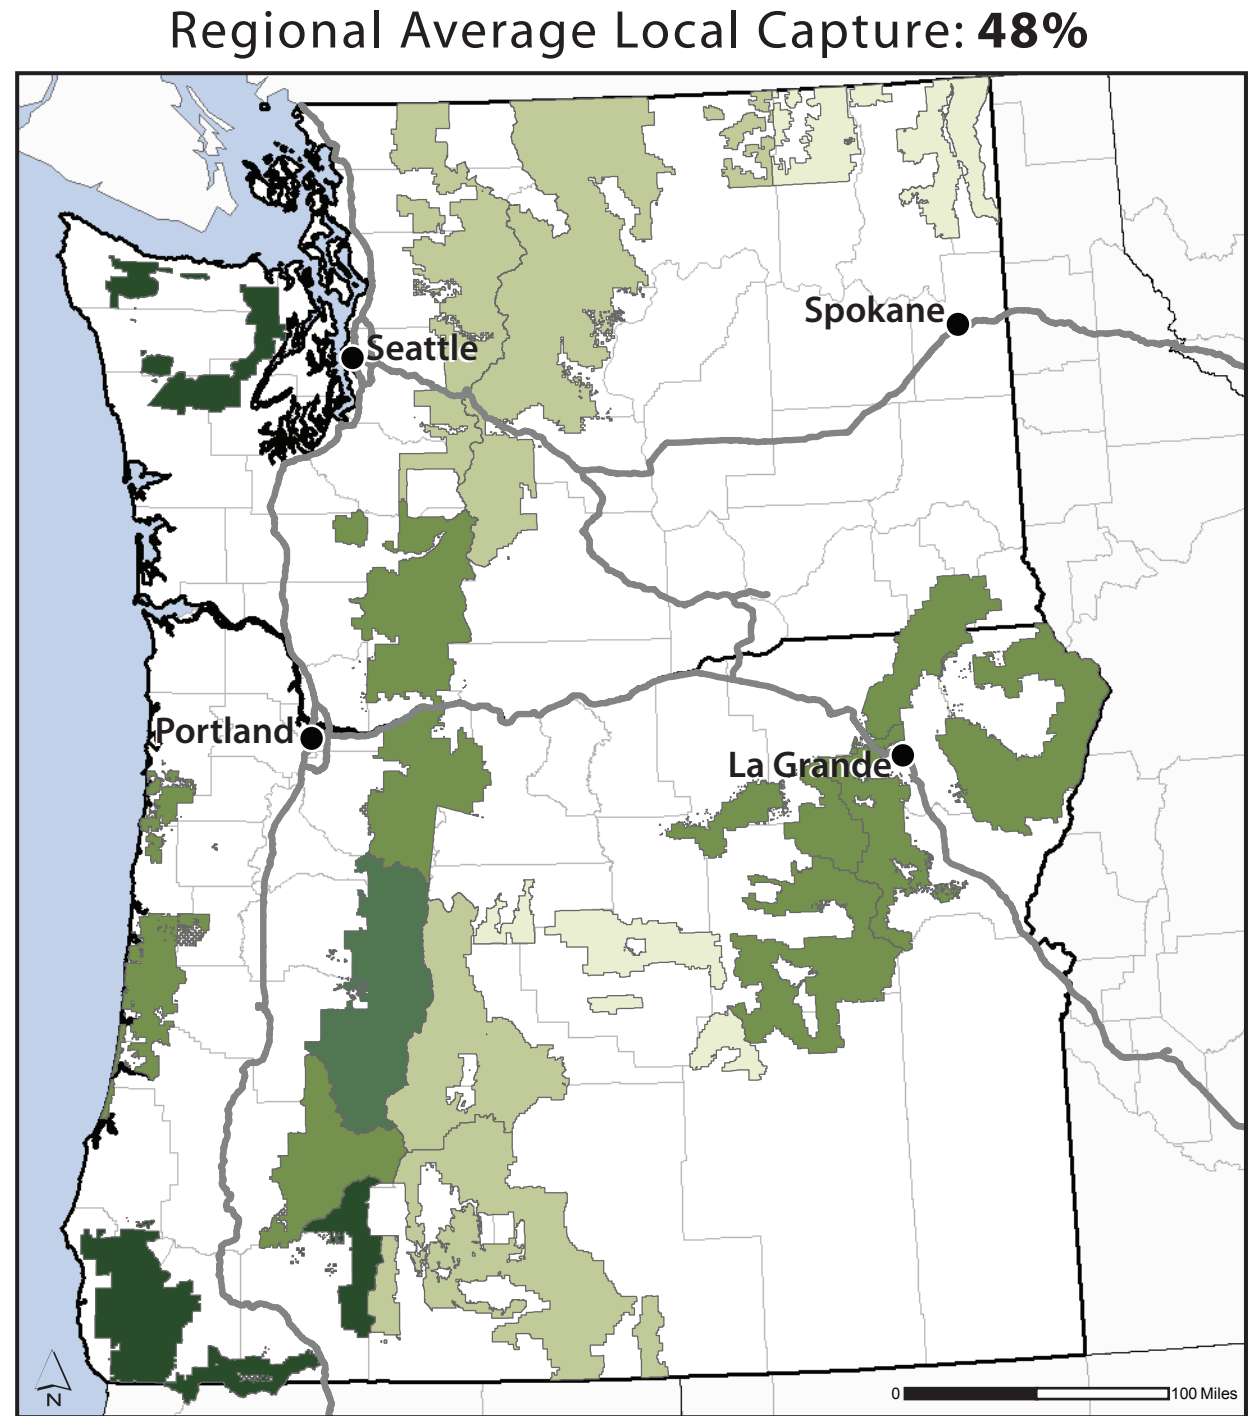 Regional Average Local Capture: 48%
Spokane
Seattle
Portland
La Grande
N
0 100 Miles